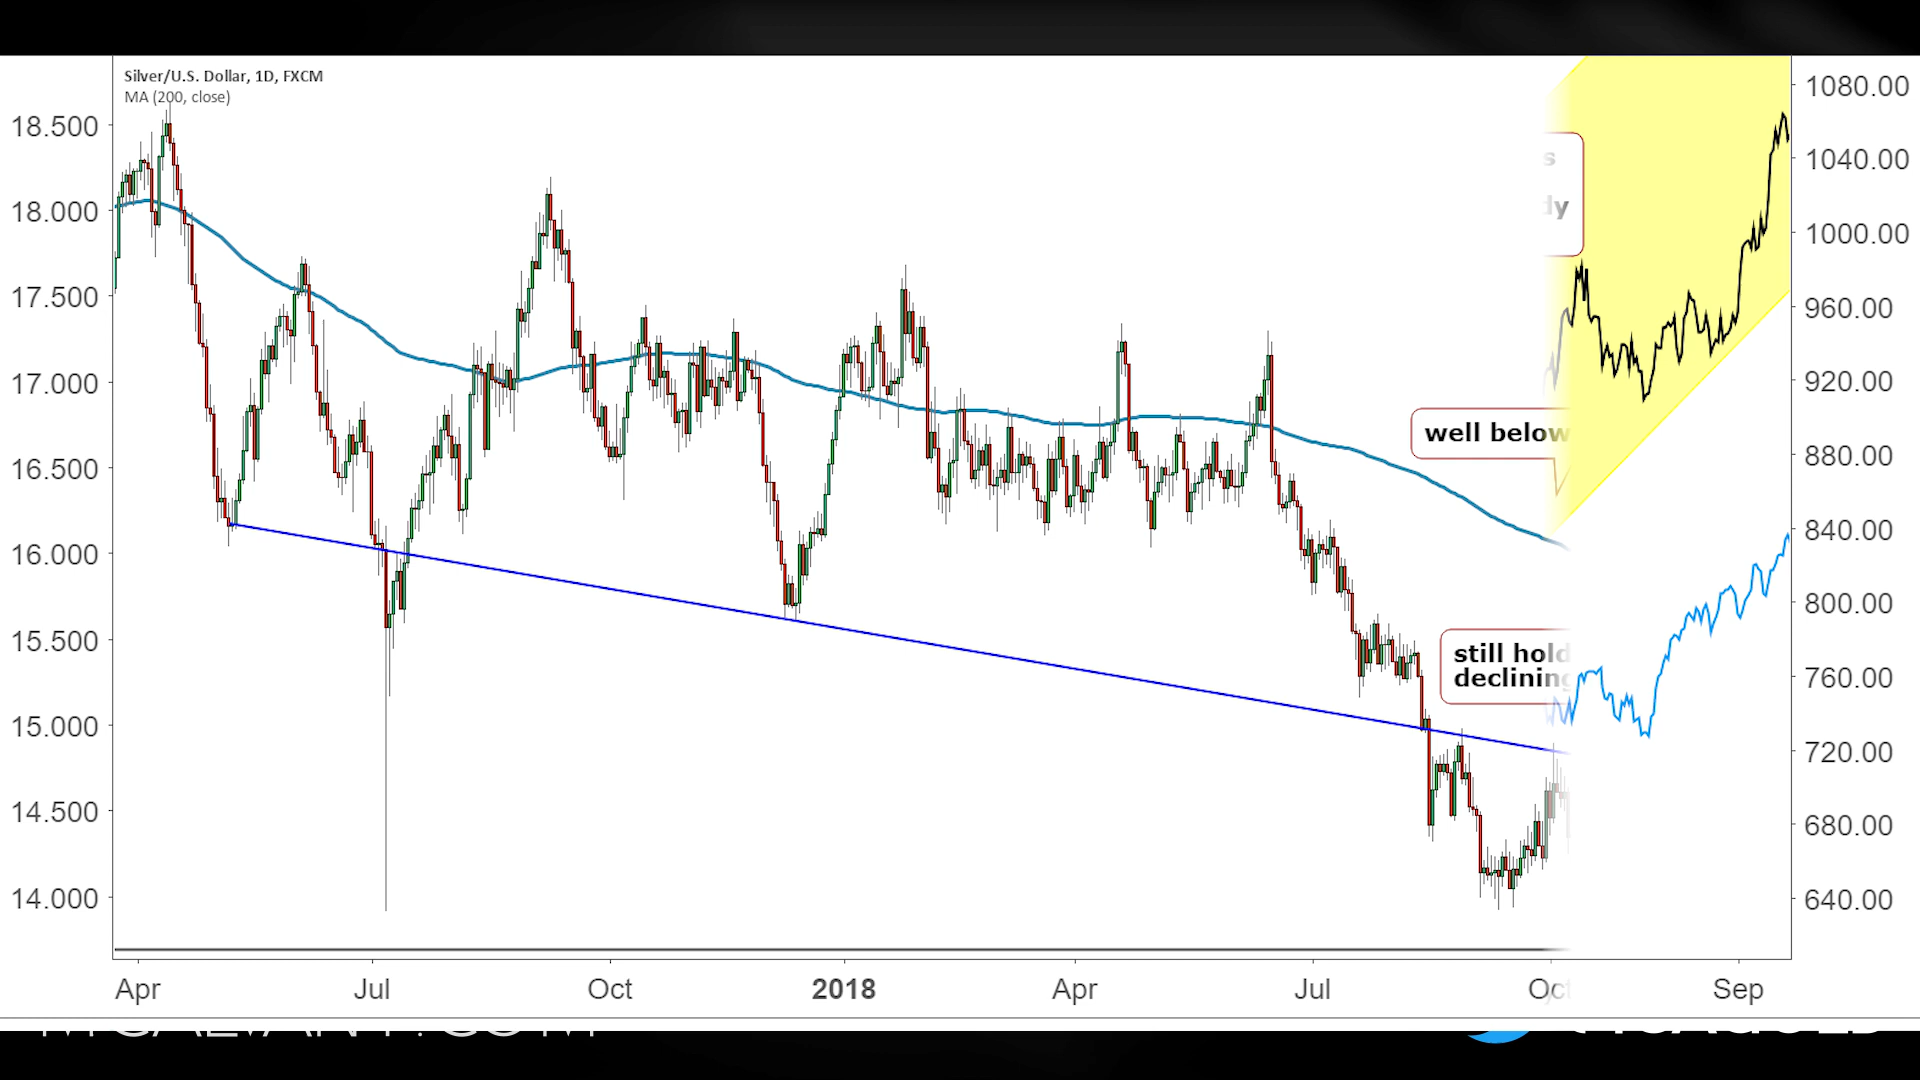 Silver/U.S. Dollar, 1D, FXCM
MA (200, close)
18.500
18.000
17.500
17.000
16.500
16.000
15.500
15.000
14.500
14.000
1080.00
1040.00
1000.00
960.00
920.00
880.00
840.00
800.00
760.00
720.00
680.00
640.00
well below
still hold
declining
Apr
Jul
Oct
2018
Apr
Jul
Oct
Sep